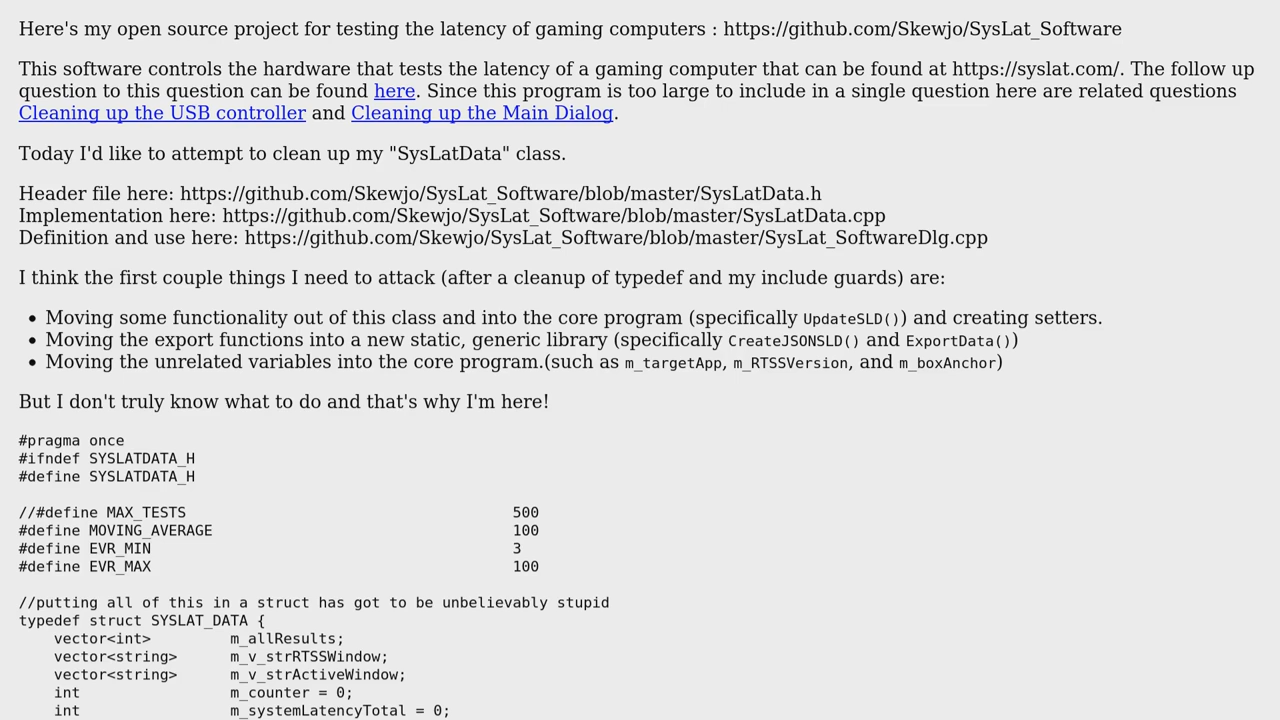 Here's my open source project for testing the latency of gaming computers : https://github.com/Skewjo/SysLat_Software
This software controls the hardware that tests the latency of a gaming computer that can be found at https://syslat.com/. The follow up
question to this question can be found here. Since this program is too large to include in a single question here are related questions
Cleaning up the USB controller and Cleaning up the Main Dialog.
Today I'd like to attempt to clean up my "SysLatData" class.
Header file here: https://github.com/Skewjo/SysLat_Software/blob/master/SysLatData.h
Implementation here: https://github.com/Skewjo/SysLat_Software/blob/master/SysLatData.cpp
Definition and use here: https://github.com/Skewjo/SysLat_Software/blob/master/SysLat_SoftwareDlg.cpp
I think the first couple things I need to attack (after a cleanup of typedef and my include guards) are:
• Moving some functionality out of this class and into the core program (specifically UpdateSLD()) and creating setters.
• Moving the export functions into a new static, generic library (specifically CreateJSONSLD() and ExportData())
• Moving the unrelated variables into the core program.(such as m_targetApp, m_RTSSVersion, and m_boxAnchor)
But I don't truly know what to do and that's why I'm here!
#pragma once
#ifndef SYSLATDATA_H
#define SYSLATDATA_H
//#define MAX_TESTS 500
#define MOVING_AVERAGE 100
#define EVR_MIN 3
#define EVR_MAX 100
//putting all of this in a struct has got to be unbelievably stupid
typedef struct SYSLAT_DATA {
vector<int> m_allResults;
vector<string> m_v_strRTSSWindow;
vector<string> m_v_strActiveWindow;
int m_counter = 0;
int m_systemLatencyTotal = 0;